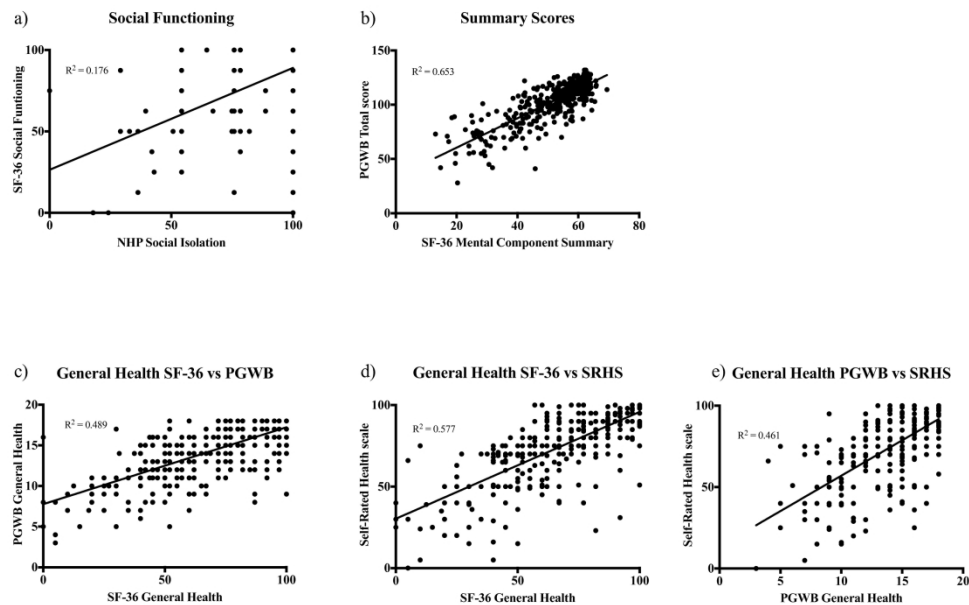 a) Social Functioning
R² = 0.176
100
50
0
0 50 100
SF-36 Social Funtioning
NHP Social Isolation
b) Summary Scores
R² = 0.653
150
100
50
0
0 20 40 60 80
PGWB Total score
SF-36 Mental Component Summary
c) General Health SF-36 vs PGWB
R² = 0.489
20
15
10
5
0
0 50 100
PGWB General Health
SF-36 General Health
d) General Health SF-36 vs SRHS
R² = 0.577
100
50
0
0 50 100
Self-Rated Health scale
SF-36 General Health
e) General Health PGWB vs SRHS
R² = 0.461
100
50
0
0 5 10 15 20
Self-Rated Health scale
PGWB General Health